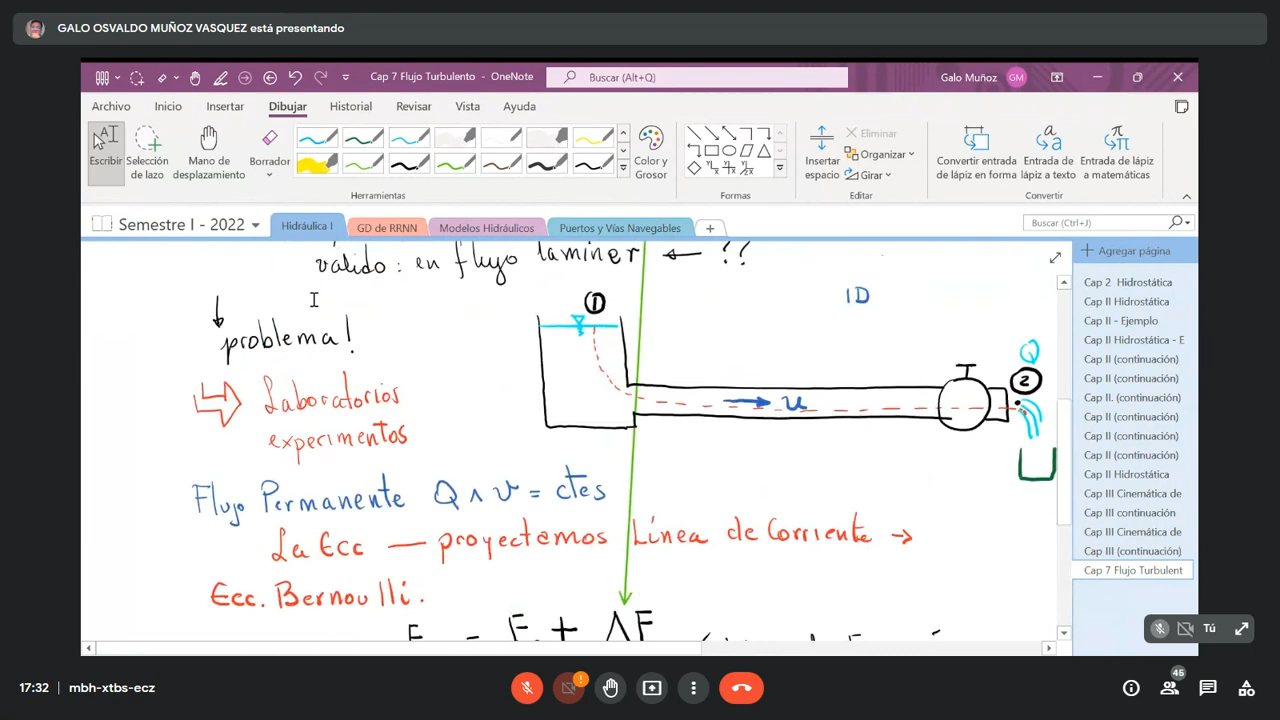 GALO OSVALDO MUÑOZ VASQUEZ está presentando
Cap 7 Flujo Turbulento - OneNote
Buscar (Alt+Q)
Galo Muñoz GM
Archivo Inicio Insertar Dibujar Historial Revisar Vista Ayuda
Escribir
Selección de lazo
Mano de desplazamiento
Borrador
Color y Grosor
Insertar espacio
Eliminar
Organizar
Girar
Convertir entrada de lápiz en forma
Entrada de lápiz a texto
Entrada de lápiz a matemáticas
Herramientas Formas Editar Convertir
Semestre I - 2022 Hidráulica I GD de RRNN Modelos Hidráulicos Puertos y Vías Navegables
Buscar (Ctrl+J)
válido: en flujo laminer ← ??
problema!
Laboratorios
experimentos
1
1D
Q
2
u
Flujo Permanente Q ∧ v = ctes
La Ecc — proyectamos Línea de Corriente →
Ecc. Bernoulli.
Agregar página
Cap 2 Hidrostática
Cap II Hidrostática
Cap II - Ejemplo
Cap II Hidrostática - E
Cap II (continuación)
Cap II (continuación)
Cap II. (continuación)
Cap II (continuación)
Cap II (continuación)
Cap II (continuación)
Cap II Hidrostática
Cap III Cinemática de
Cap III continuación
Cap III Cinemática de
Cap III (continuación)
Cap 7 Flujo Turbulent
Tú
17:32 mbh-xtbs-ecz
45